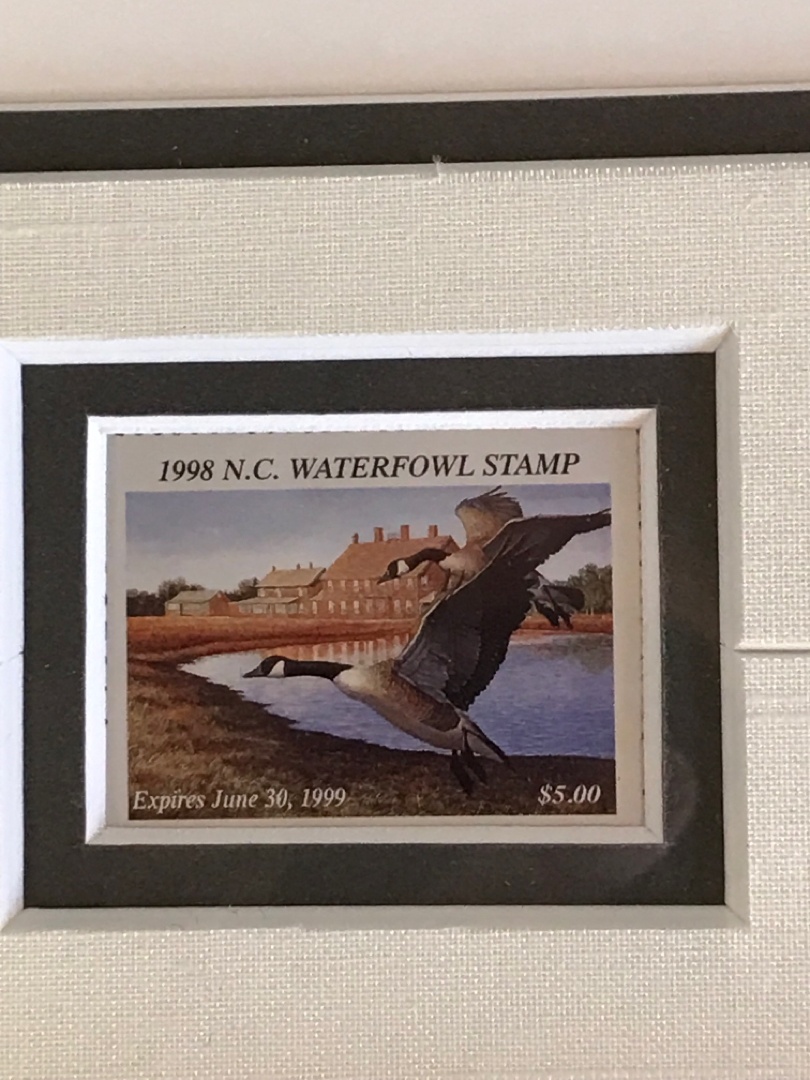 1998 N.C. WATERFOWL STAMP
Expires June 30, 1999
$5.00